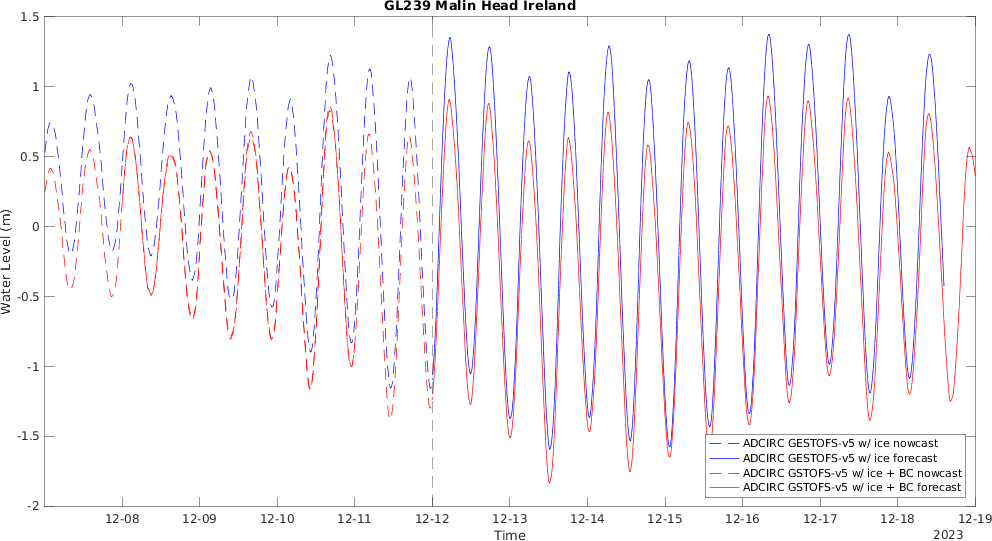 GL239 Malin Head Ireland
1.5
1
0.5
0
-0.5
-1
-1.5
-2
Water Level (m)
ADCIRC GESTOFS-v5 w/ ice nowcast
ADCIRC GESTOFS-v5 w/ ice forecast
ADCIRC GSTOFS-v5 w/ ice + BC nowcast
ADCIRC GSTOFS-v5 w/ ice + BC forecast
12-08 12-09 12-10 12-11 12-12 12-13 12-14 12-15 12-16 12-17 12-18 12-19
Time
2023